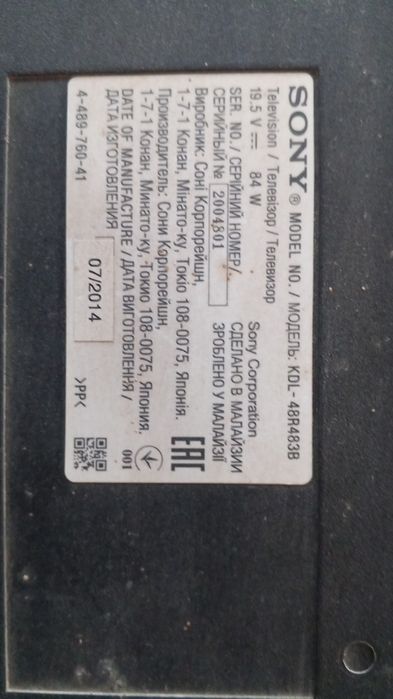 SONY® MODEL NO. / МОДЕЛЬ: KDL- 48R483B
Television / Телевізор / Телевизор
19.5 V ⎓ 84 W
Sony Corporation
SER. NO./ СЕРІЙНИЙ НОМЕР/.
СДЕЛАНО В МАЛАЙЗИИ
СЕРИЙНЫЙ № 2004801
ЗРОБЛЕНО У МАЛАЙЗІЇ
Виробник: Соні Корпорейшн,
1-7-1 Конан, Мінато-ку, Токіо 108-0075, Японія.
EAC
Производитель: Сони Корпорейшн,
1-7-1 Конан, Минато-ку, Токио 108-0075, Япония.
DATE OF MANUFACTURE / ДАТА ВИГОТОВЛЕННЯ /
001
ДАТА ИЗГОТОВЛЕНИЯ
07/2014
4-489-760-41
>PP<